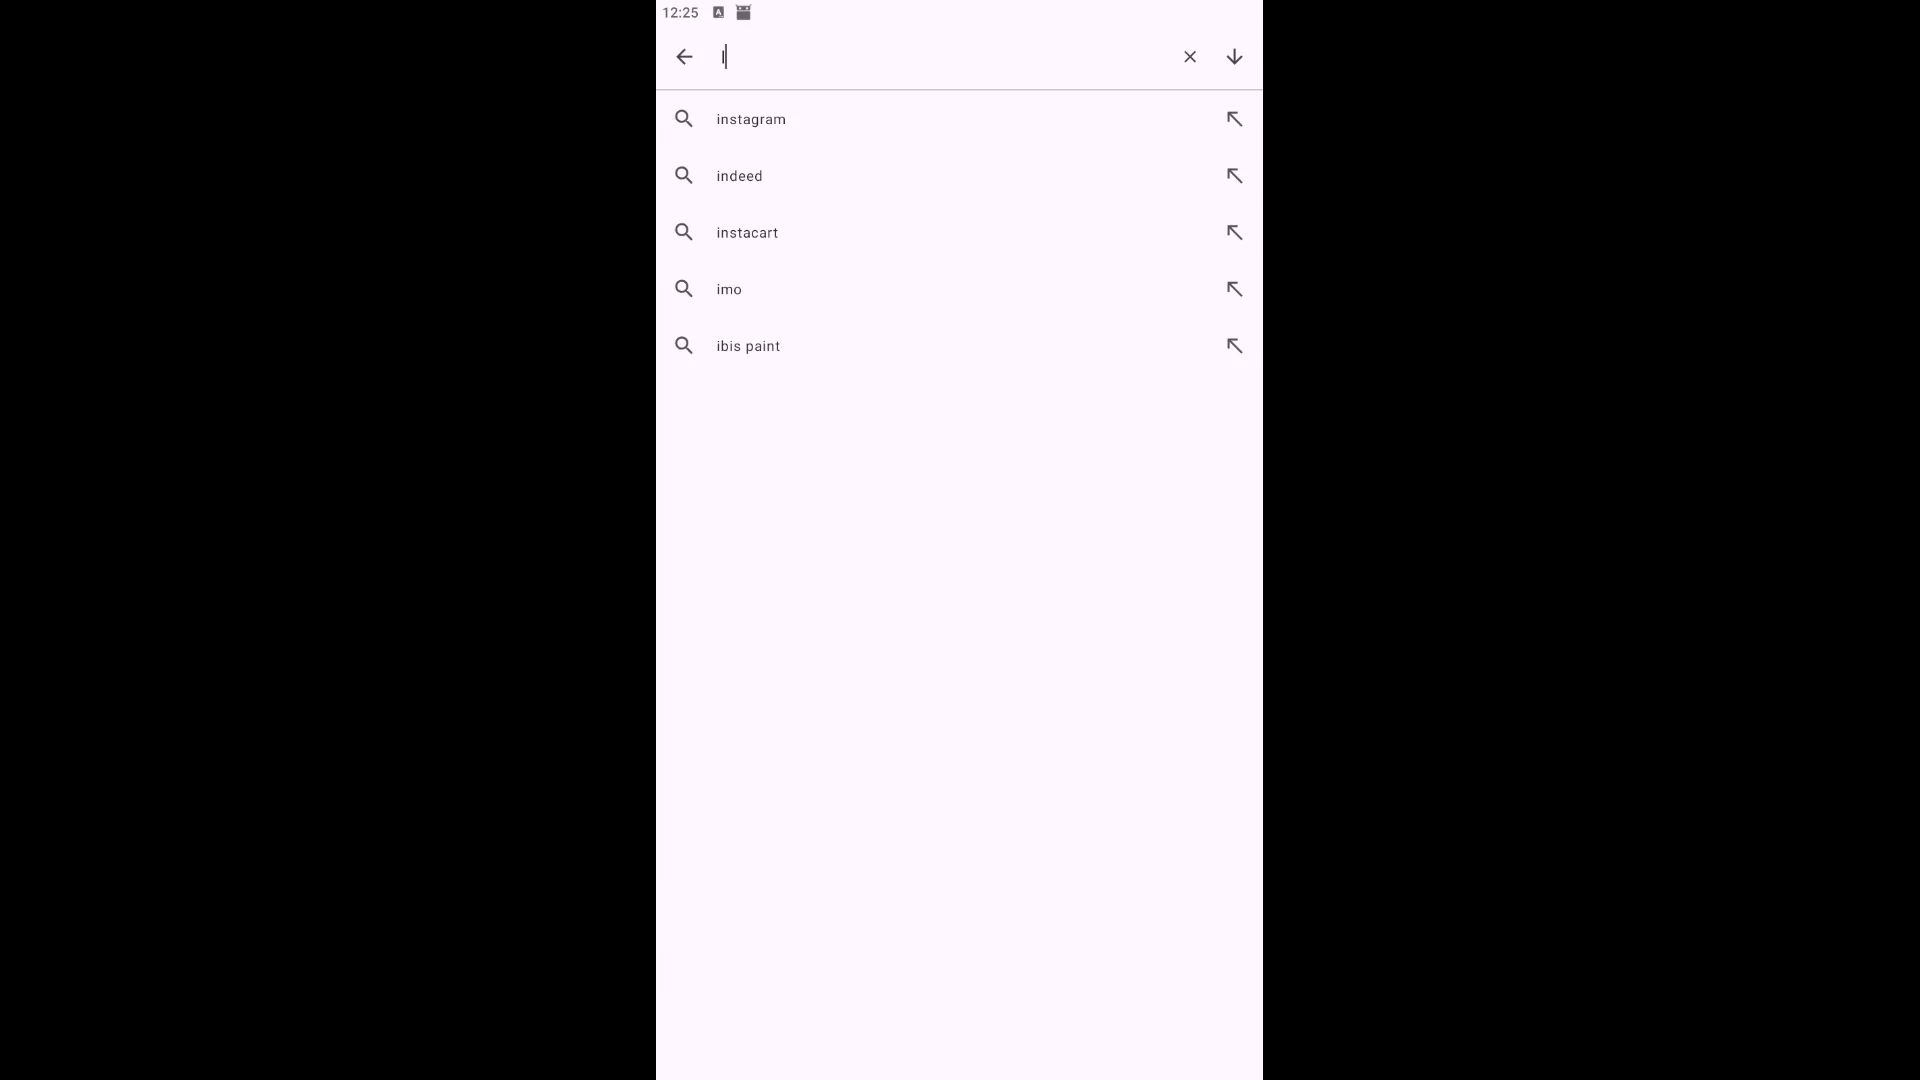 12:25
I
instagram
indeed
instacart
imo
ibis paint